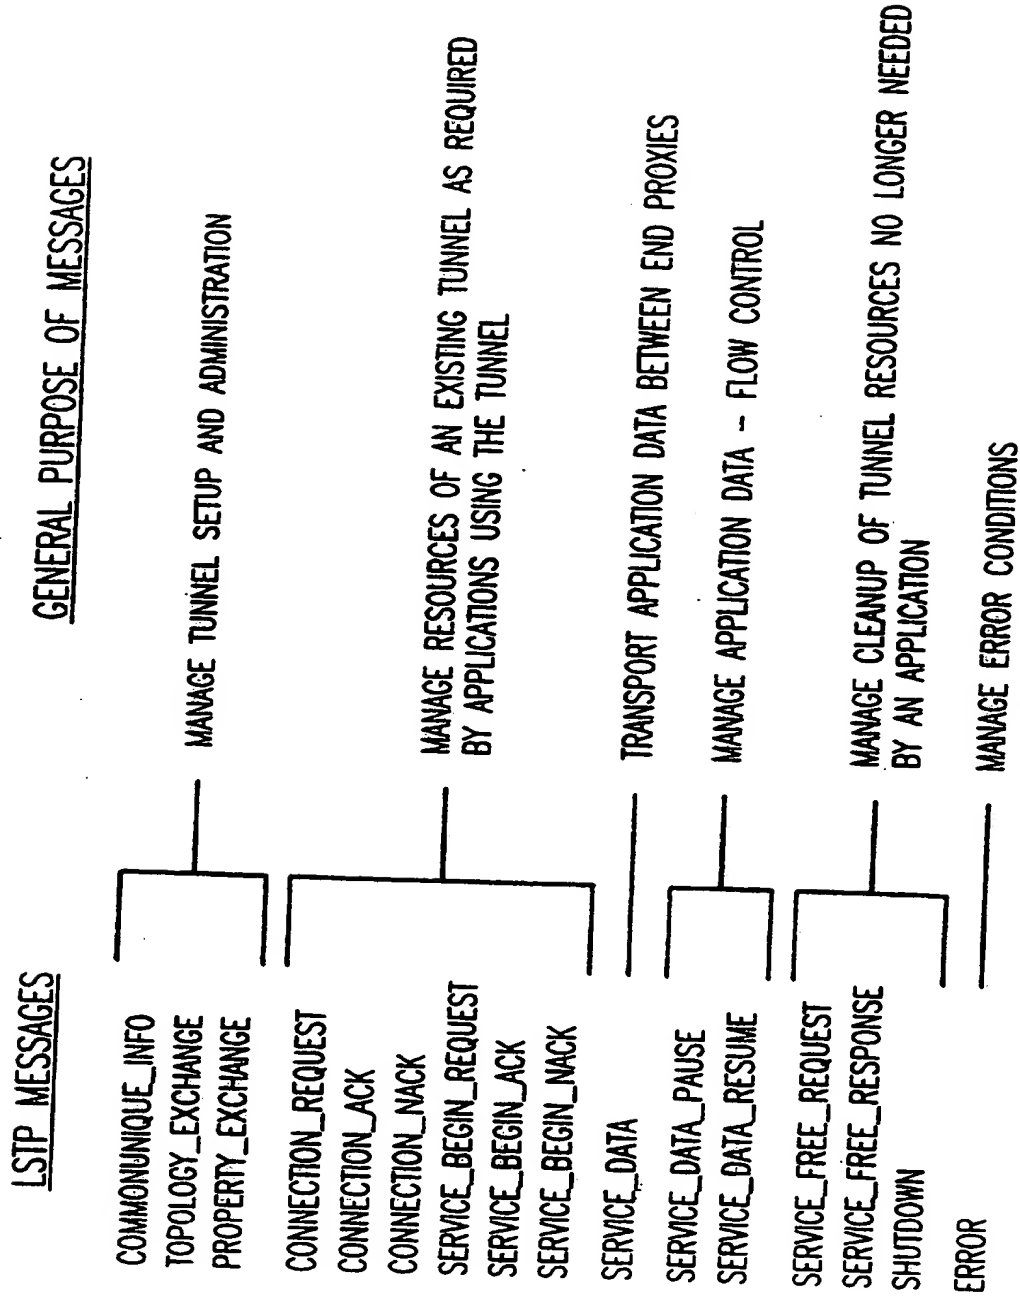 LSTP MESSAGES
GENERAL PURPOSE OF MESSAGES
COMMONUNIQUE_INFO
TOPOLOGY_EXCHANGE
PROPERTY_EXCHANGE
MANAGE TUNNEL SETUP AND ADMINISTRATION
CONNECTION_REQUEST
CONNECTION_ACK
CONNECTION_NACK
SERVICE_BEGIN_REQUEST
SERVICE_BEGIN_ACK
SERVICE_BEGIN_NACK
MANAGE RESOURCES OF AN EXISTING TUNNEL AS REQUIRED
BY APPLICATIONS USING THE TUNNEL
SERVICE_DATA
TRANSPORT APPLICATION DATA BETWEEN END PROXIES
SERVICE_DATA_PAUSE
SERVICE_DATA_RESUME
MANAGE APPLICATION DATA -- FLOW CONTROL
SERVICE_FREE_REQUEST
SERVICE_FREE_RESPONSE
SHUTDOWN
MANAGE CLEANUP OF TUNNEL RESOURCES NO LONGER NEEDED
BY AN APPLICATION
ERROR
MANAGE ERROR CONDITIONS